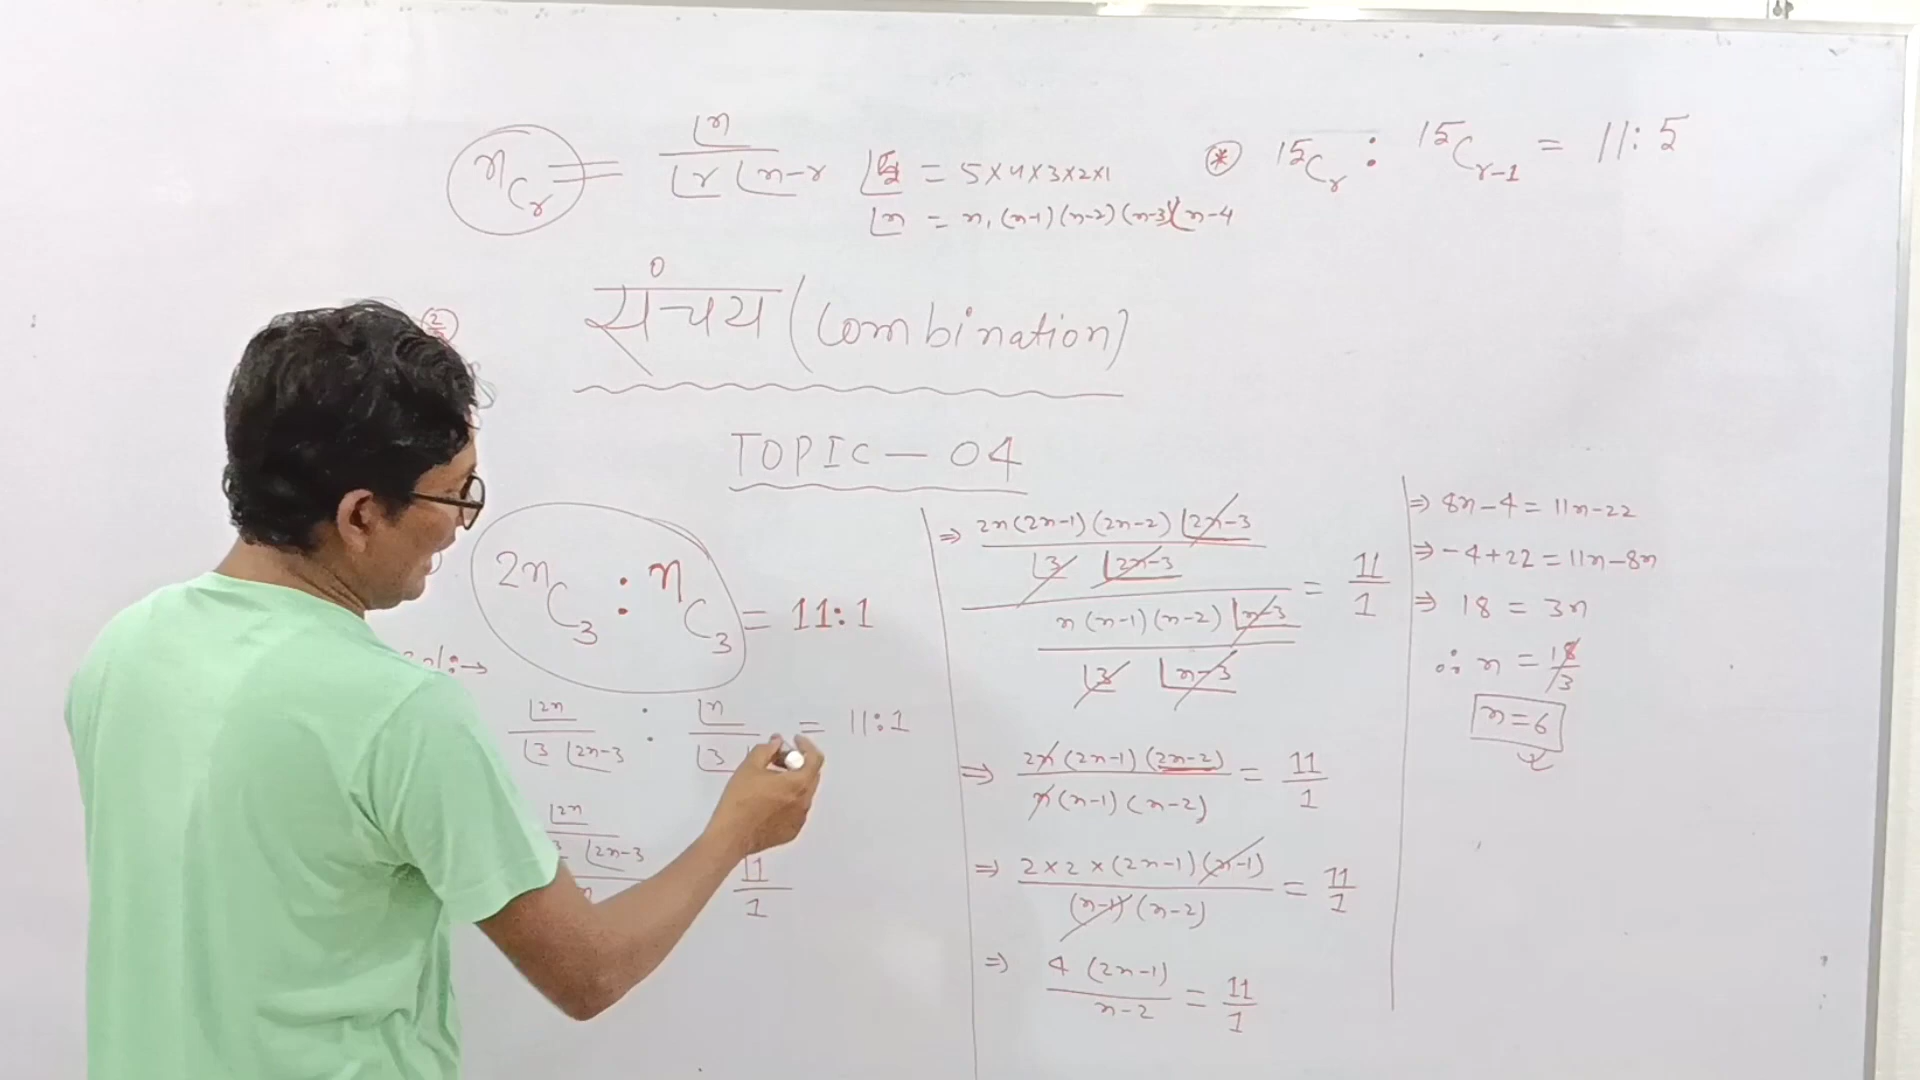 nCr = |n / |r |n-r
|5 = 5×4×3×2×1
|n = n.(n-1)(n-2)(n-3)(n-4
* 15Cr : 15Cr-1 = 11:5
संचय (Combination)
TOPIC — 04
2nC3 : nC3 = 11:1
|2n / |3 |2n-3 : |n / |3 = 11:1
|2n
|2n-3
11 / 1
⇒ 2n(2n-1)(2n-2) |2n-3 / |3 |2n-3
n(n-1)(n-2) |n-3 / |3 |n-3 = 11 / 1
⇒ 2n(2n-1)(2n-2) / n(n-1)(n-2) = 11 / 1
⇒ 2×2×(2n-1)(n-1) / (n-1)(n-2) = 11 / 1
⇒ 4(2n-1) / n-2 = 11 / 1
⇒ 8n-4 = 11n-22
⇒ -4+22 = 11n-8n
⇒ 18 = 3n
∴ n = 18/3
n=6